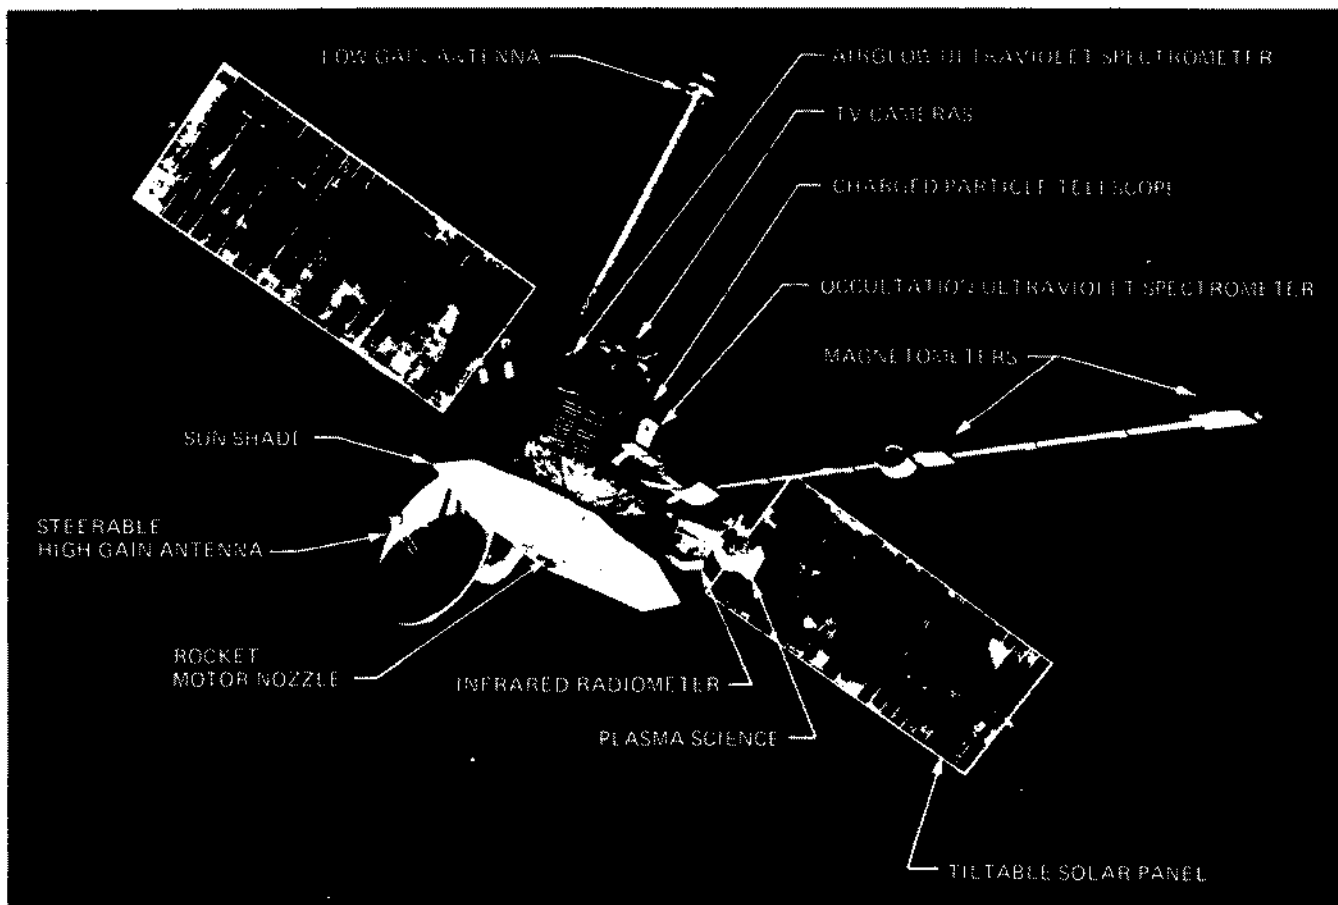 LOW GAIN ANTENNA
AIRGLOW ULTRAVIOLET SPECTROMETER
TV CAMERAS
CHARGED PARTICLE TELESCOPE
OCCULTATION ULTRAVIOLET SPECTROMETER
MAGNETOMETERS
SUN SHADE
STEERABLE
HIGH GAIN ANTENNA
ROCKET
MOTOR NOZZLE
INFRARED RADIOMETER
PLASMA SCIENCE
TILTABLE SOLAR PANEL